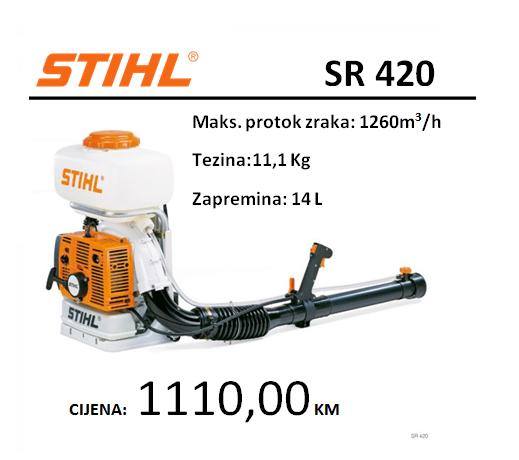 STIHL®
SR 420
Maks. protok zraka: 1260m³/h
Tezina:11,1 Kg
Zapremina: 14 L
STIHL
STIHL
STIHL
CIJENA: 1110,00 KM
SR 420